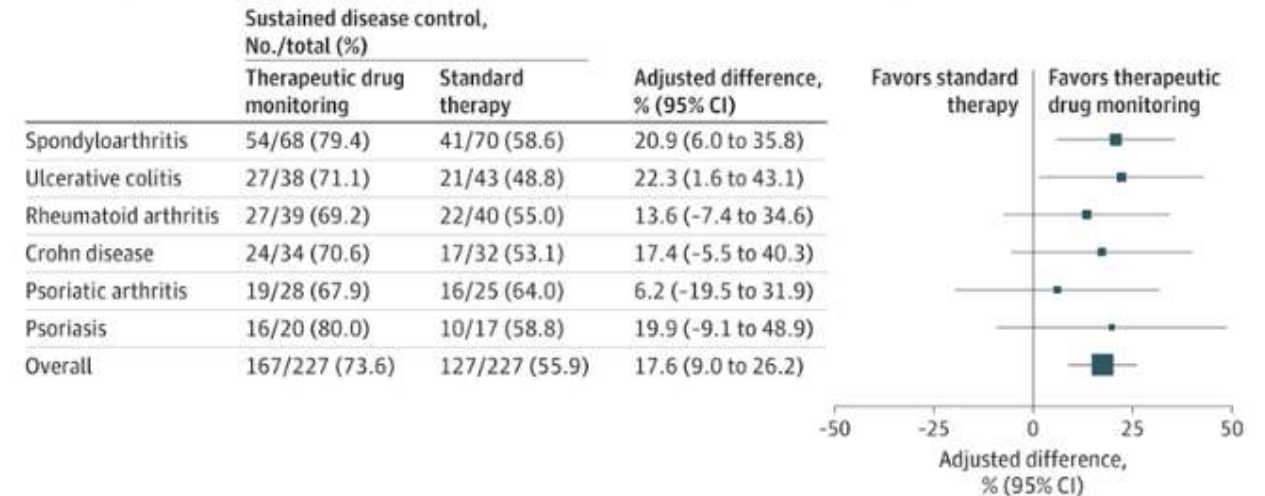 Sustained disease control,
No./total (%)
Therapeutic drug monitoring Standard therapy Adjusted difference, % (95% CI) Favors standard therapy Favors therapeutic drug monitoring
Spondyloarthritis 54/68 (79.4) 41/70 (58.6) 20.9 (6.0 to 35.8)
Ulcerative colitis 27/38 (71.1) 21/43 (48.8) 22.3 (1.6 to 43.1)
Rheumatoid arthritis 27/39 (69.2) 22/40 (55.0) 13.6 (-7.4 to 34.6)
Crohn disease 24/34 (70.6) 17/32 (53.1) 17.4 (-5.5 to 40.3)
Psoriatic arthritis 19/28 (67.9) 16/25 (64.0) 6.2 (-19.5 to 31.9)
Psoriasis 16/20 (80.0) 10/17 (58.8) 19.9 (-9.1 to 48.9)
Overall 167/227 (73.6) 127/227 (55.9) 17.6 (9.0 to 26.2)
-50 -25 0 25 50
Adjusted difference,
% (95% CI)